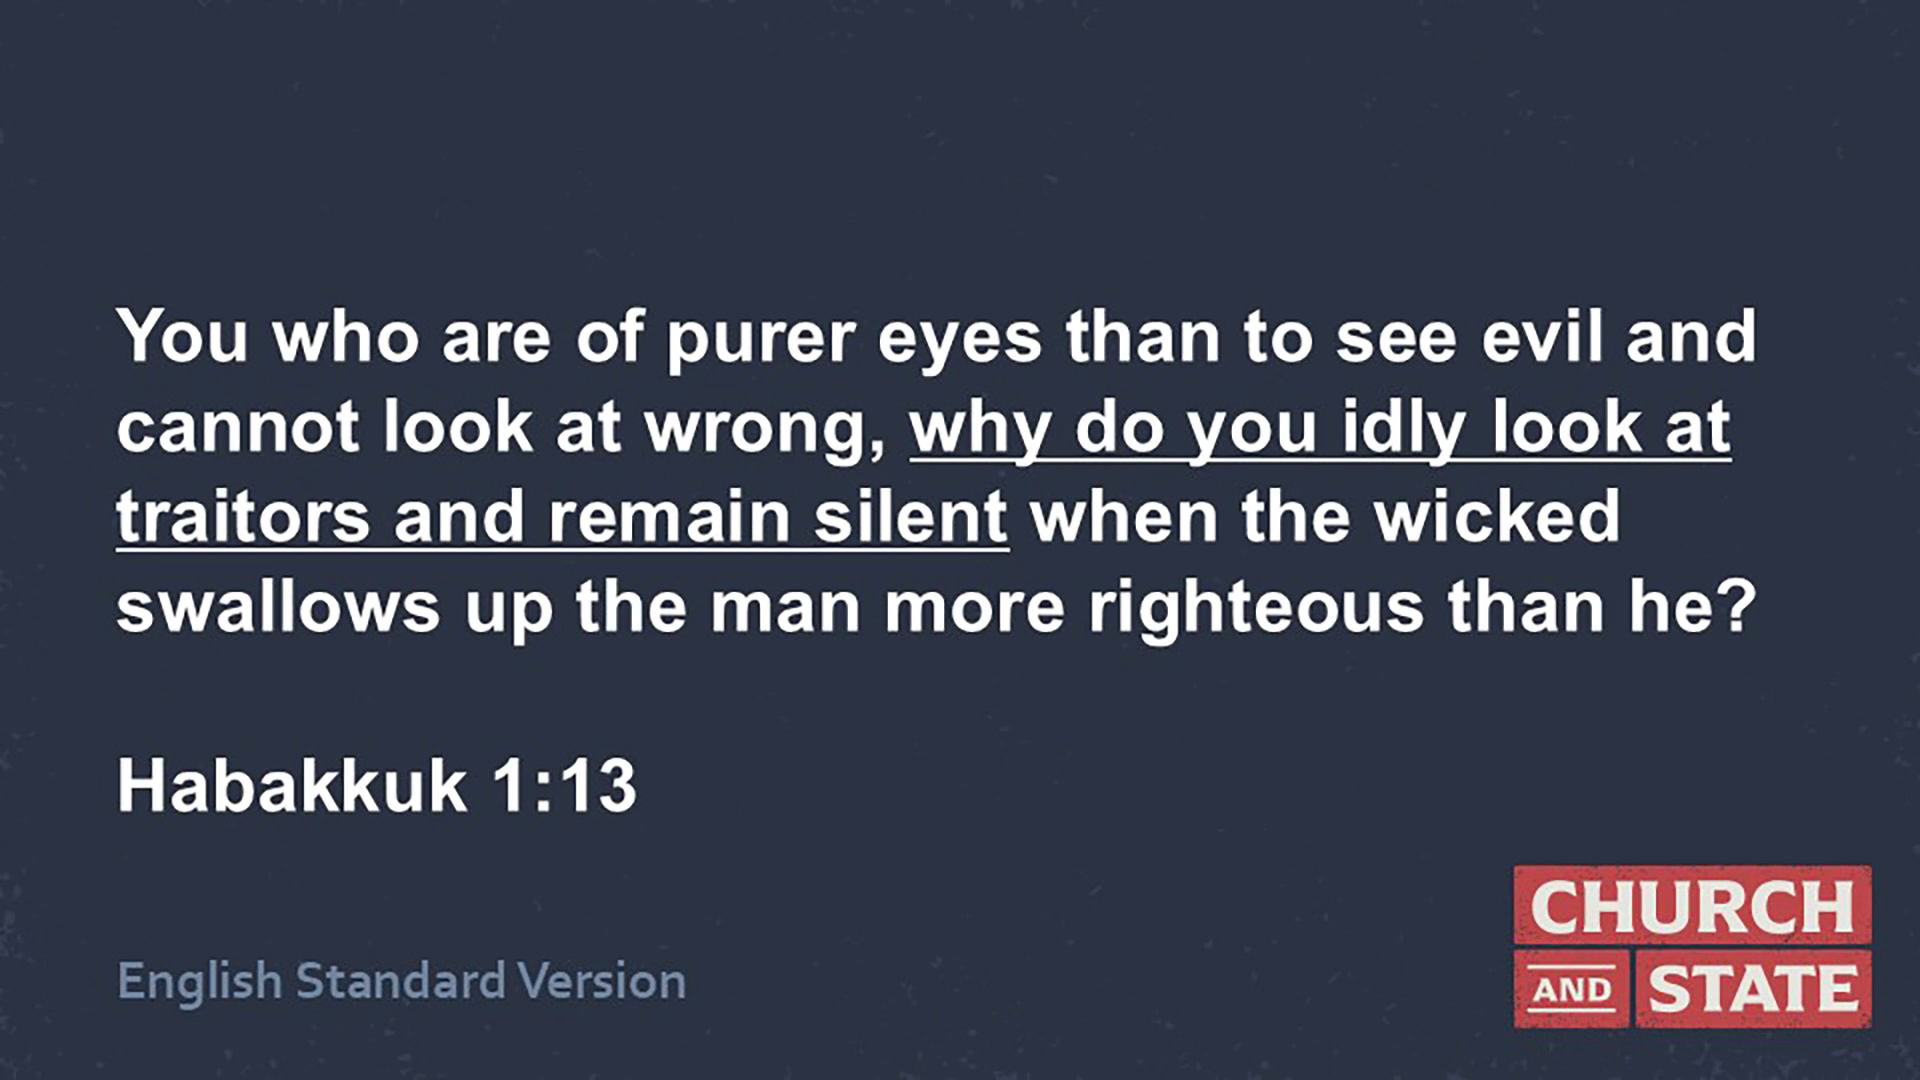 You who are of purer eyes than to see evil and
cannot look at wrong, why do you idly look at
traitors and remain silent when the wicked
swallows up the man more righteous than he?
Habakkuk 1:13
English Standard Version
CHURCH
AND STATE